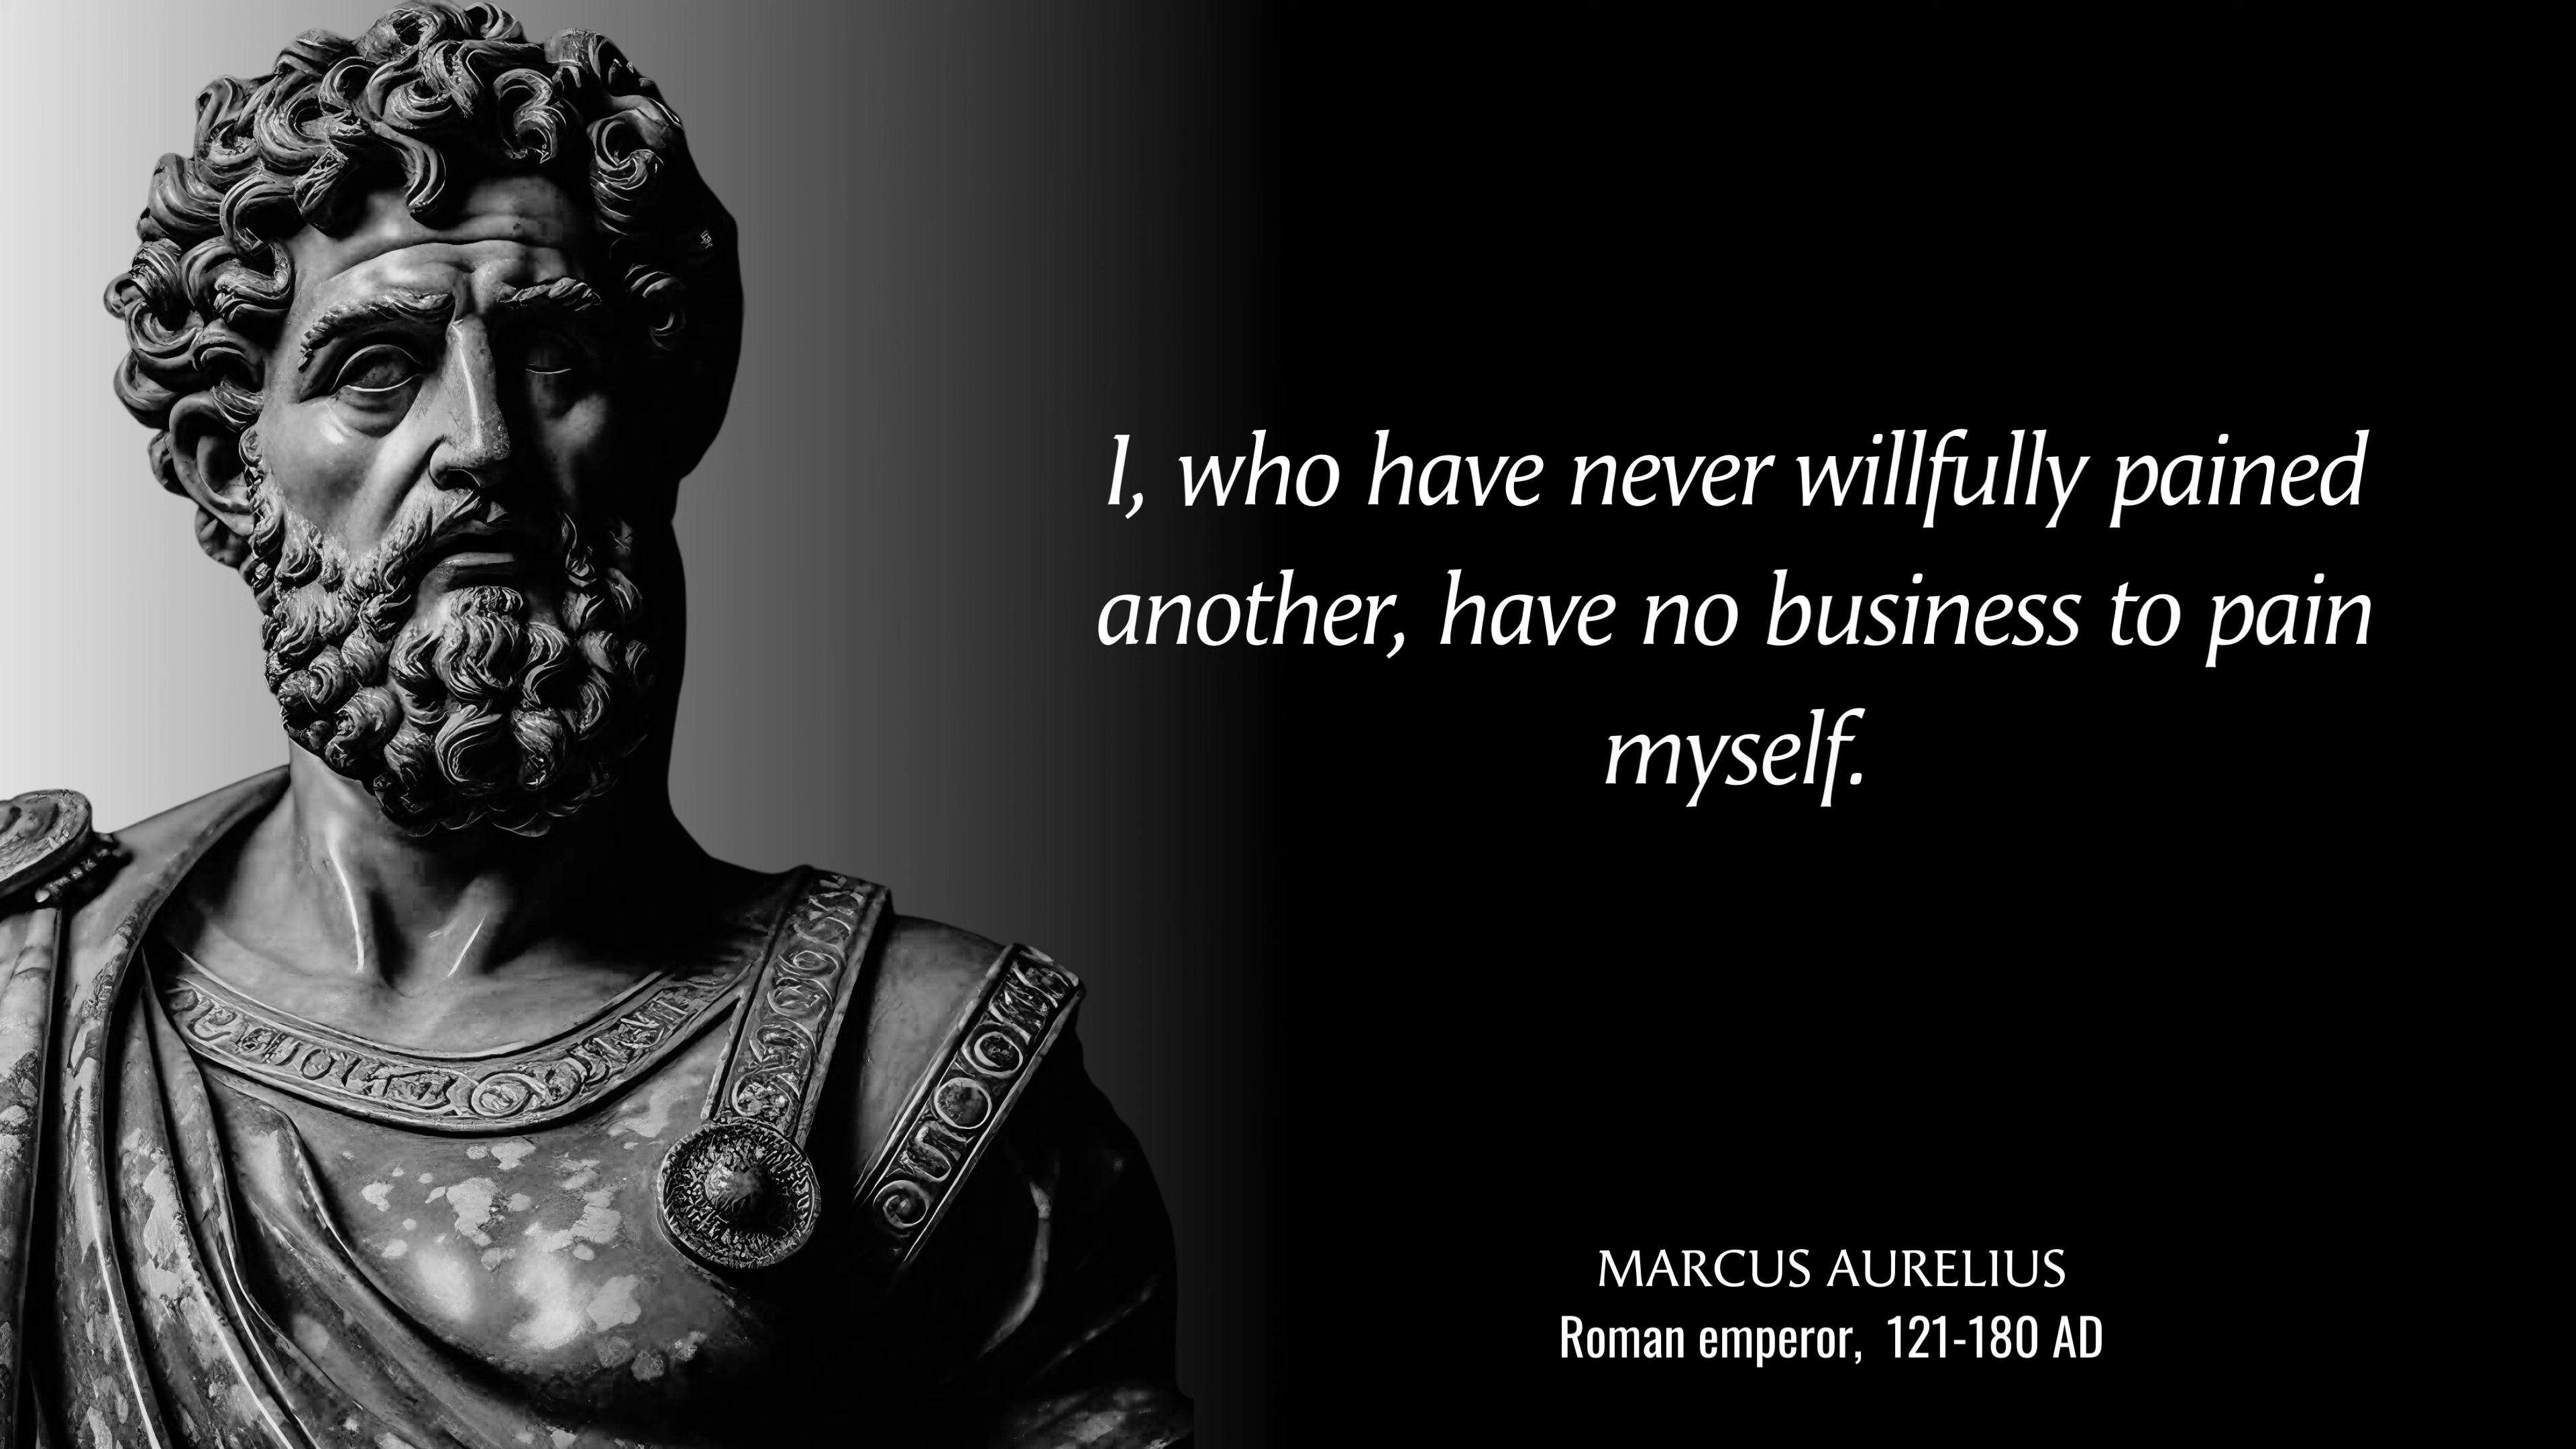 I, who have never willfully pained
another, have no business to pain
myself.
MARCUS AURELIUS
Roman emperor, 121-180 AD